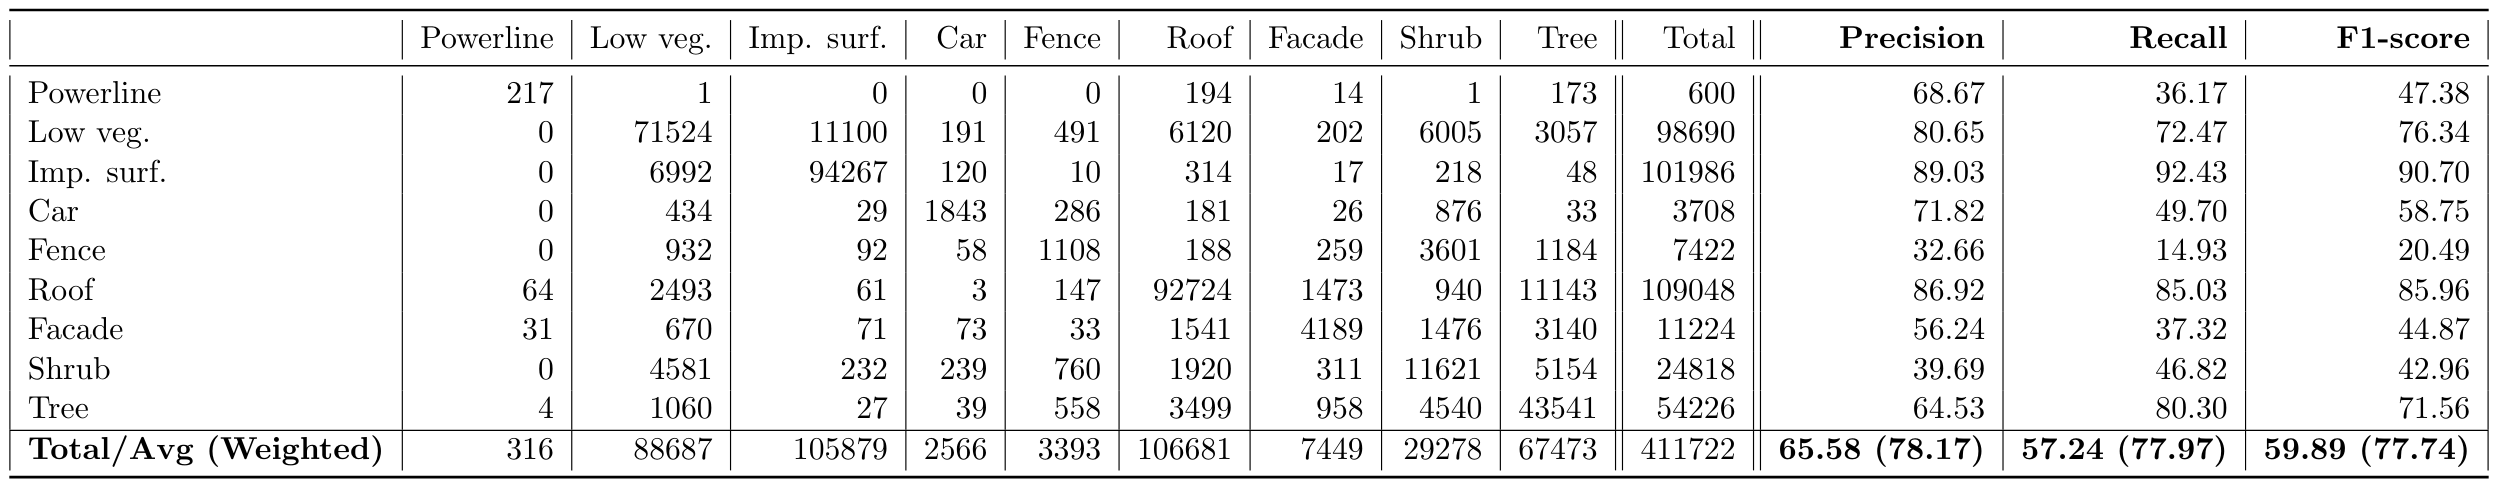 Powerline Low veg. Imp. surf. Car Fence Roof Facade Shrub Tree Total Precision Recall F1-score
Powerline 217 1 0 0 0 194 14 1 173 600 68.67 36.17 47.38
Low veg. 0 71524 11100 191 491 6120 202 6005 3057 98690 80.65 72.47 76.34
Imp. surf. 0 6992 94267 120 10 314 17 218 48 101986 89.03 92.43 90.70
Car 0 434 29 1843 286 181 26 876 33 3708 71.82 49.70 58.75
Fence 0 932 92 58 1108 188 259 3601 1184 7422 32.66 14.93 20.49
Roof 64 2493 61 3 147 92724 1473 940 11143 109048 86.92 85.03 85.96
Facade 31 670 71 73 33 1541 4189 1476 3140 11224 56.24 37.32 44.87
Shrub 0 4581 232 239 760 1920 311 11621 5154 24818 39.69 46.82 42.96
Tree 4 1060 27 39 558 3499 958 4540 43541 54226 64.53 80.30 71.56
Total/Avg (Weighted) 316 88687 105879 2566 3393 106681 7449 29278 67473 411722 65.58 (78.17) 57.24 (77.97) 59.89 (77.74)